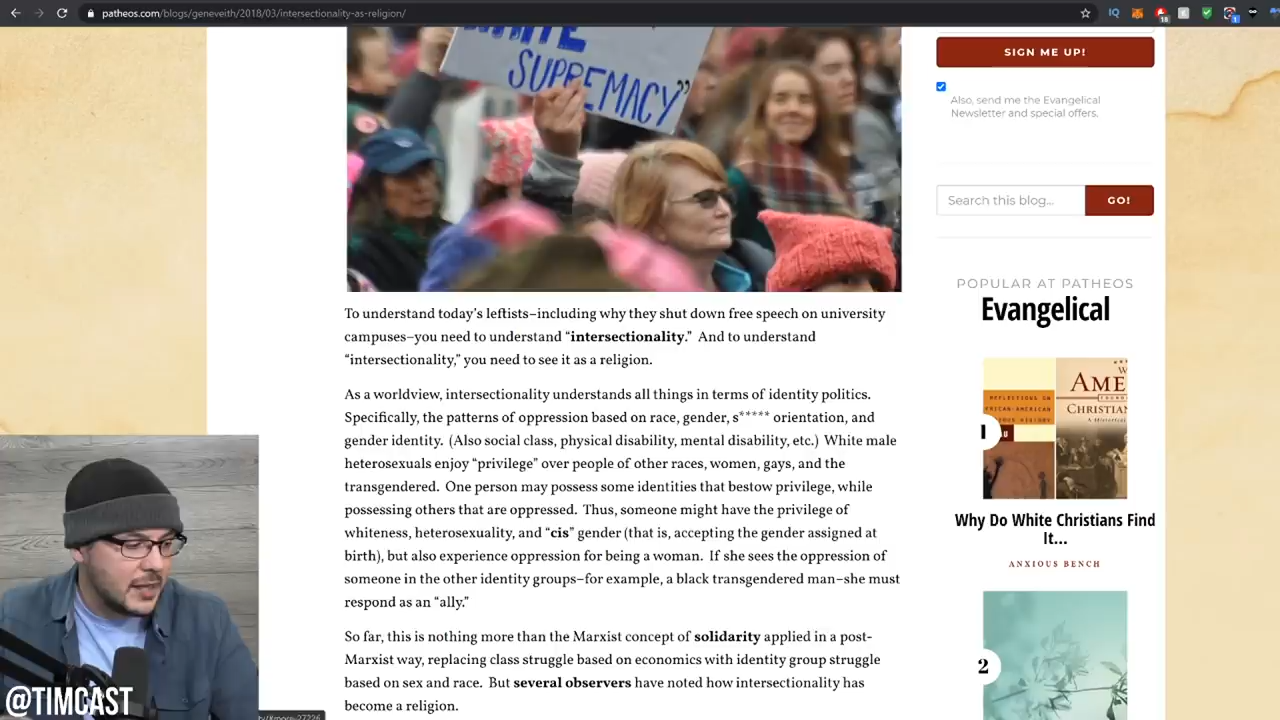 patheos.com/blogs/geneveith/2018/03/intersectionality-as-religion/
WHITE
SUPREMACY”
SIGN ME UP!
Also, send me the Evangelical
Newsletter and special offers.
Search this blog...
GO!
POPULAR AT PATHEOS
Evangelical
To understand today’s leftists–including why they shut down free speech on university
campuses–you need to understand “intersectionality.”  And to understand
“intersectionality,” you need to see it as a religion.
As a worldview, intersectionality understands all things in terms of identity politics.
Specifically, the patterns of oppression based on race, gender, s***** orientation, and
gender identity.  (Also social class, physical disability, mental disability, etc.)  White male
heterosexuals enjoy “privilege” over people of other races, women, gays, and the
transgendered.  One person may possess some identities that bestow privilege, while
possessing others that are oppressed.  Thus, someone might have the privilege of
whiteness, heterosexuality, and “cis” gender (that is, accepting the gender assigned at
birth), but also experience oppression for being a woman.  If she sees the oppression of
someone in the other identity groups–for example, a black transgendered man–she must
respond as an “ally.”
So far, this is nothing more than the Marxist concept of solidarity applied in a post-
Marxist way, replacing class struggle based on economics with identity group struggle
based on sex and race.  But several observers have noted how intersectionality has
become a religion.
REFLECTIONS ON
AFRICAN-AMERICAN
AME
CHRISTIAN
1
Why Do White Christians Find
It...
ANXIOUS BENCH
2
@TIMCAST